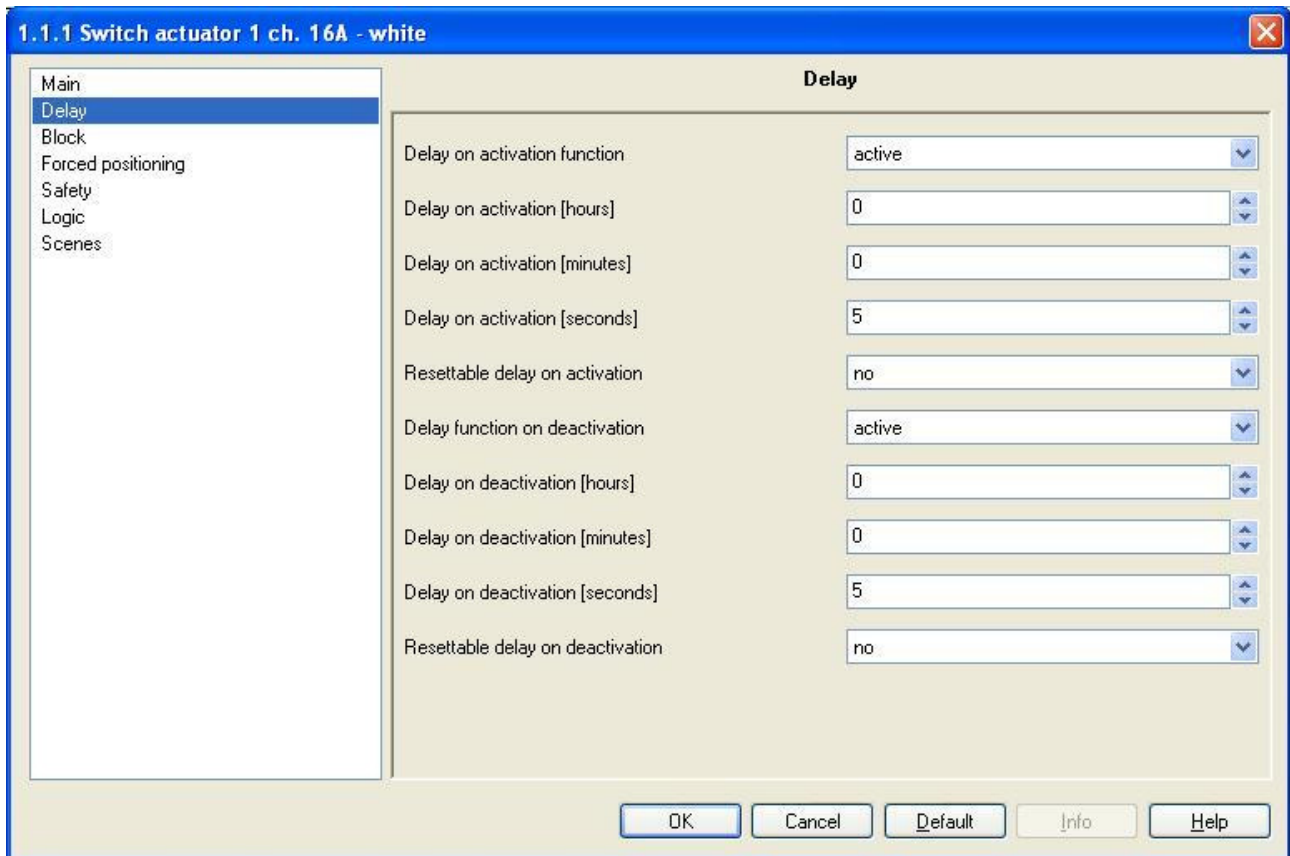 1.1.1 Switch actuator 1 ch. 16A - white
Main
Delay
Block
Forced positioning
Safety
Logic
Scenes
Delay
Delay on activation function active
Delay on activation [hours] 0
Delay on activation [minutes] 0
Delay on activation [seconds] 5
Resettable delay on activation no
Delay function on deactivation active
Delay on deactivation [hours] 0
Delay on deactivation [minutes] 0
Delay on deactivation [seconds] 5
Resettable delay on deactivation no
OK Cancel Default Info Help